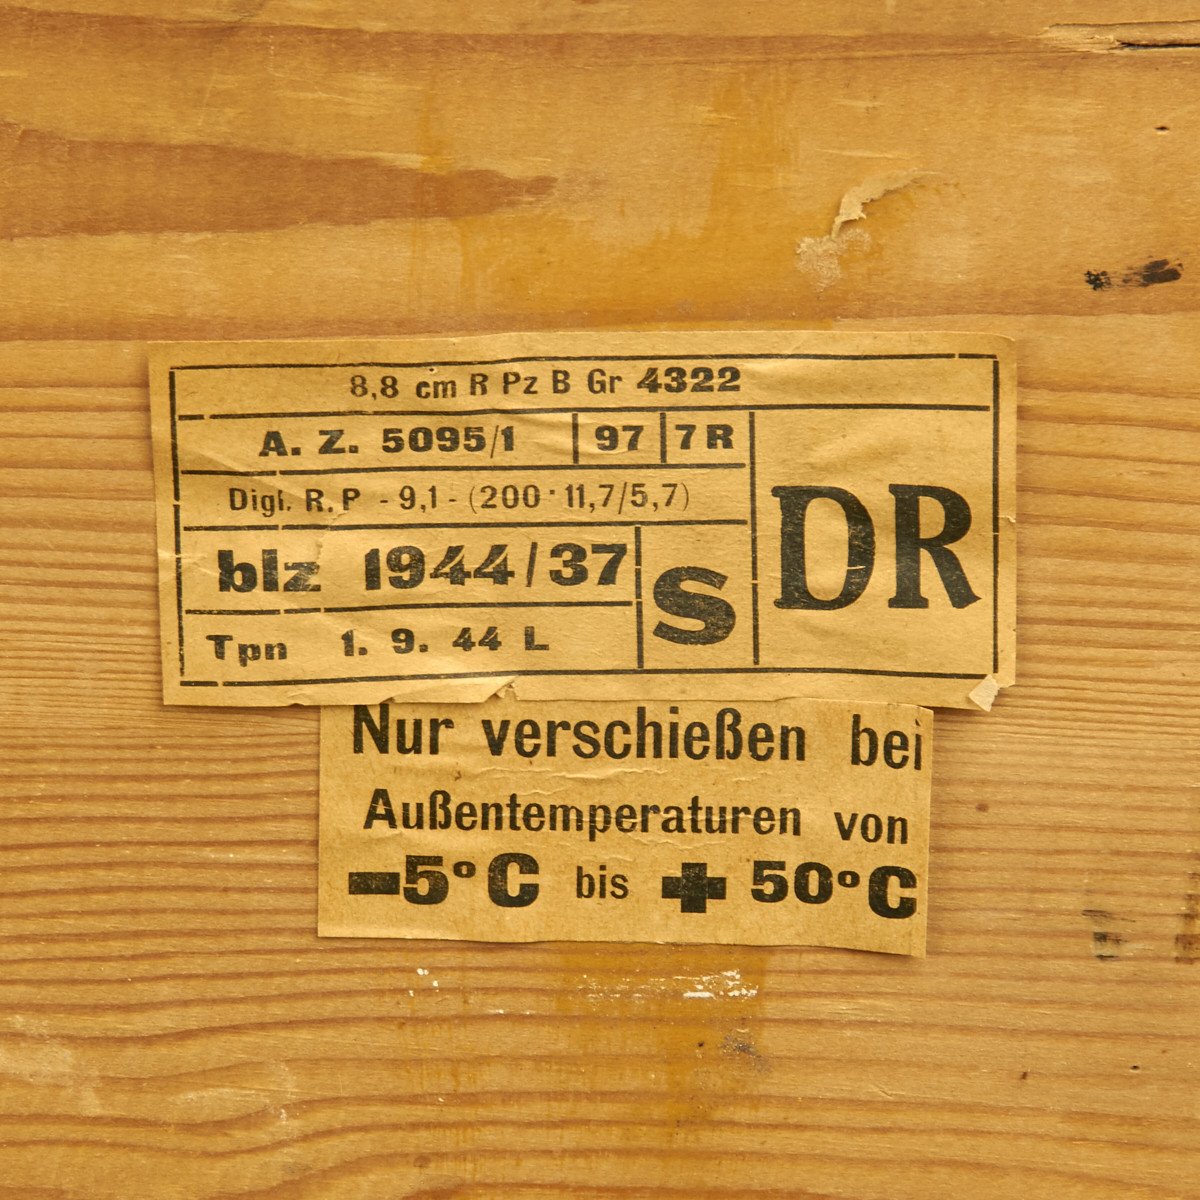 8,8 cm R Pz B Gr 4322
A. Z. 5095/1 97 7R
Digl. R. P - 9,1 - (200 · 11,7/5,7)
blz 1944/37 S DR
Tpn 1. 9. 44 L
Nur verschießen bei
Außentemperaturen von
-5°C bis + 50°C